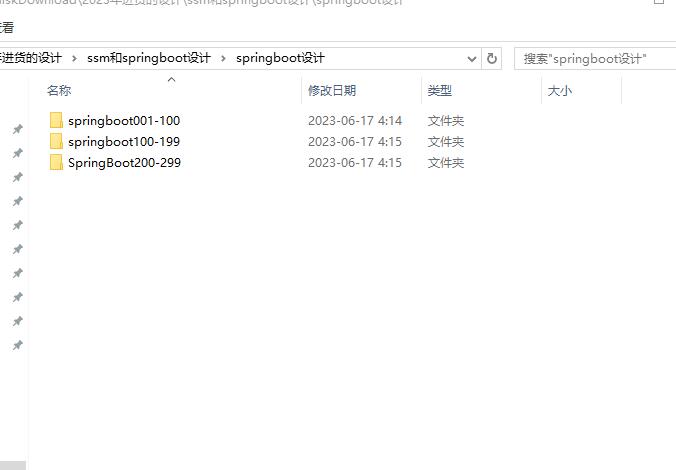 diskDownload\2023年进货的设计\ssm和springboot设计\springboot设计
查看
进货的设计 > ssm和springboot设计 > springboot设计 搜索"springboot设计"
名称 修改日期 类型 大小
springboot001-100 2023-06-17 4:14 文件夹
springboot100-199 2023-06-17 4:15 文件夹
SpringBoot200-299 2023-06-17 4:15 文件夹